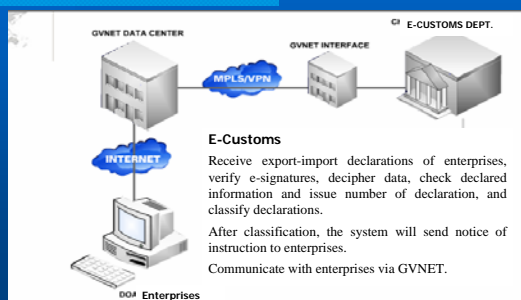 E-CUSTOMS DEPT.
GVNET DATA CENTER
GVNET INTERFACE
MPLS/VPN
INTERNET
E-Customs
Receive export-import declarations of enterprises,
verify e-signatures, decipher data, check declared
information and issue number of declaration, and
classify declarations.
After classification, the system will send notice of
instruction to enterprises.
Communicate with enterprises via GVNET.
Enterprises